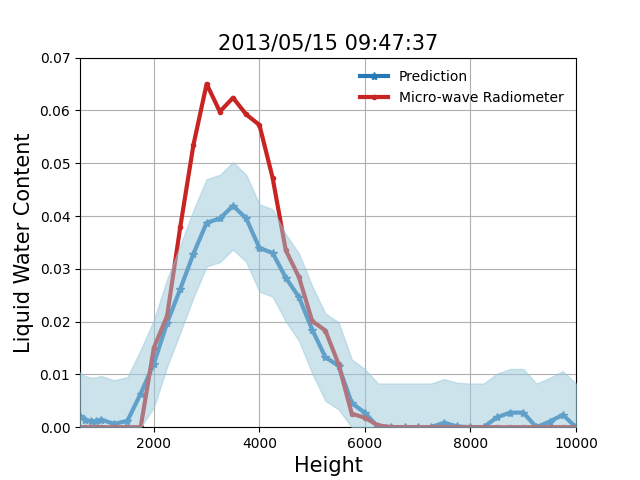 2013/05/15 09:47:37
Prediction
Micro-wave Radiometer
Liquid Water Content
0.07
0.06
0.05
0.04
0.03
0.02
0.01
0.00
2000 4000 6000 8000 10000
Height